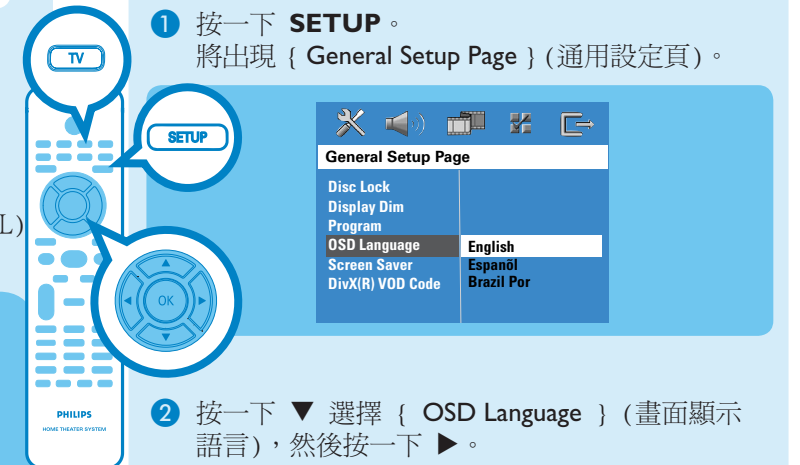 TV
SETUP
L)
OK
PHILIPS
HOME THEATER SYSTEM
1 按一下 SETUP。
將出現 { General Setup Page } (通用設定頁)。
General Setup Page
Disc Lock
Display Dim
Program
OSD Language English
Screen Saver Espanõl
DivX(R) VOD Code Brazil Por
2 按一下 ▼ 選擇 { OSD Language } (畫面顯示
語言)，然後按一下 ▶。